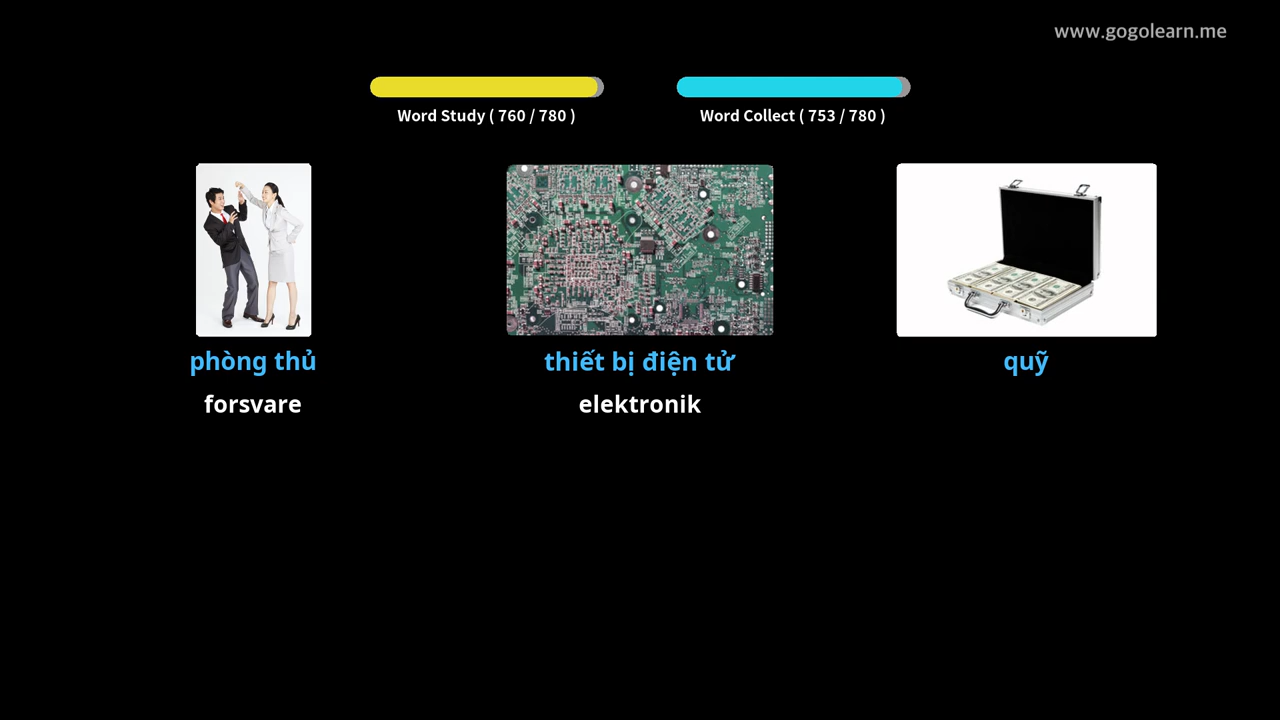 www.gogolearn.me
Word Study ( 760 / 780 )
Word Collect ( 753 / 780 )
phòng thủ
thiết bị điện tử
quỹ
forsvare
elektronik